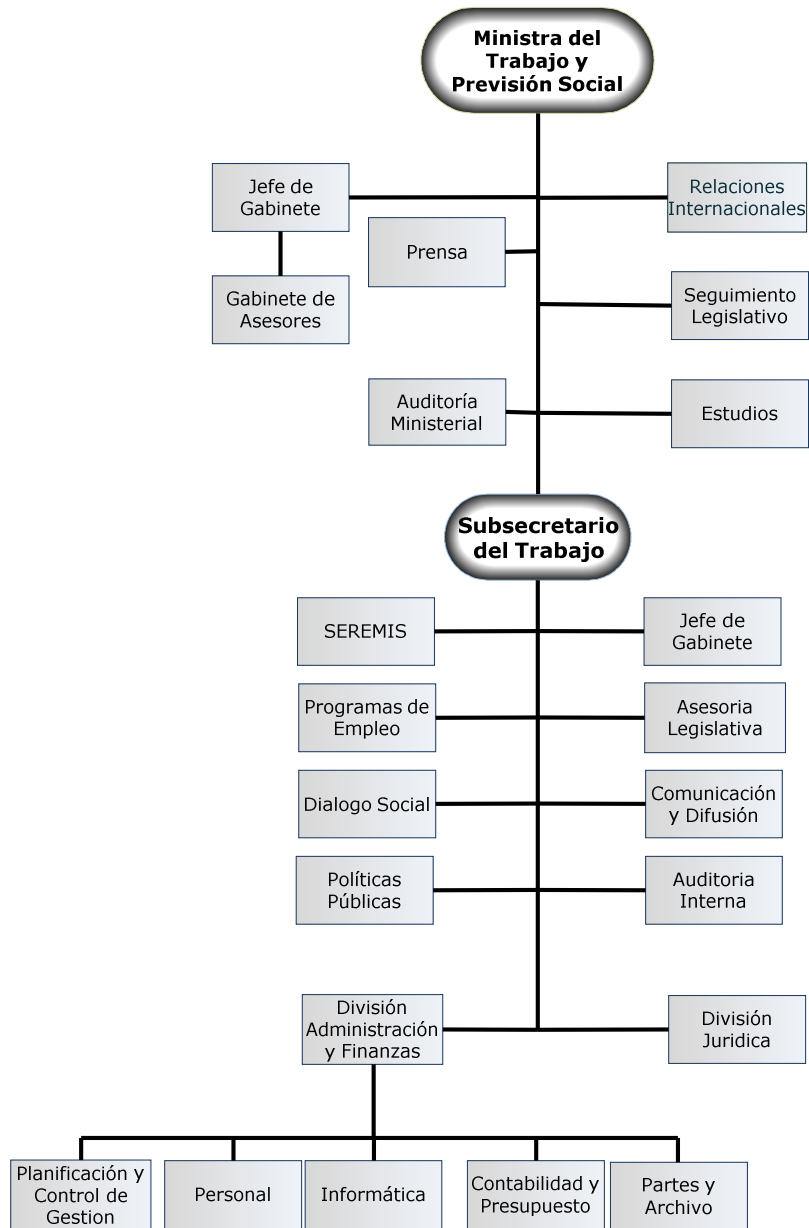 Ministra del
Trabajo y
Previsión Social
Jefe de
Gabinete
Relaciones
Internacionales
Prensa
Gabinete de
Asesores
Seguimiento
Legislativo
Auditoría
Ministerial
Estudios
Subsecretario
del Trabajo
SEREMIS
Jefe de
Gabinete
Programas de
Empleo
Asesoria
Legislativa
Dialogo Social
Comunicación
y Difusión
Políticas
Públicas
Auditoria
Interna
División
Administración
y Finanzas
División
Juridica
Planificación y
Control de
Gestion
Personal
Informática
Contabilidad y
Presupuesto
Partes y
Archivo